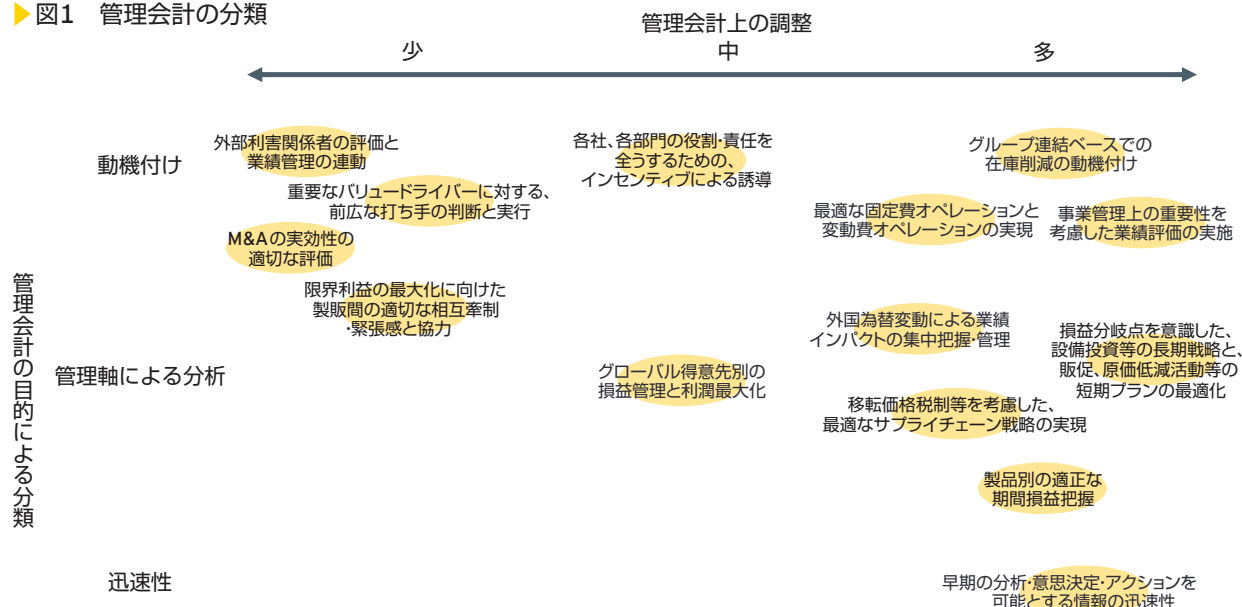 図1 管理会計の分類
管理会計上の調整
少
中
多
管理会計の目的による分類
動機付け
外部利害関係者の評価と
業績管理の連動
重要なバリュードライバーに対する、
前広な打ち手の判断と実行
M&Aの実効性の
適切な評価
各社、各部門の役割・責任を
全うするための、
インセンティブによる誘導
グループ連結ベースでの
在庫削減の動機付け
最適な固定費オペレーションと
変動費オペレーションの実現
事業管理上の重要性を
考慮した業績評価の実施
管理軸による分析
限界利益の最大化に向けた
製販間の適切な相互牽制
・緊張感と協力
グローバル得意先別の
損益管理と利潤最大化
外国為替変動による業績
インパクトの集中把握・管理
損益分岐点を意識した、
設備投資等の長期戦略と、
販促、原価低減活動等の
短期プランの最適化
移転価格税制等を考慮した、
最適なサプライチェーン戦略の実現
製品別の適正な
期間損益把握
迅速性
早期の分析・意思決定・アクションを
可能とする情報の迅速性